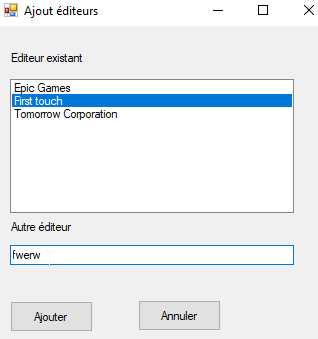 Ajout éditeurs
Editeur existant
Epic Games
First touch
Tomorrow Corporation
Autre éditeur
fwerw
Ajouter
Annuler